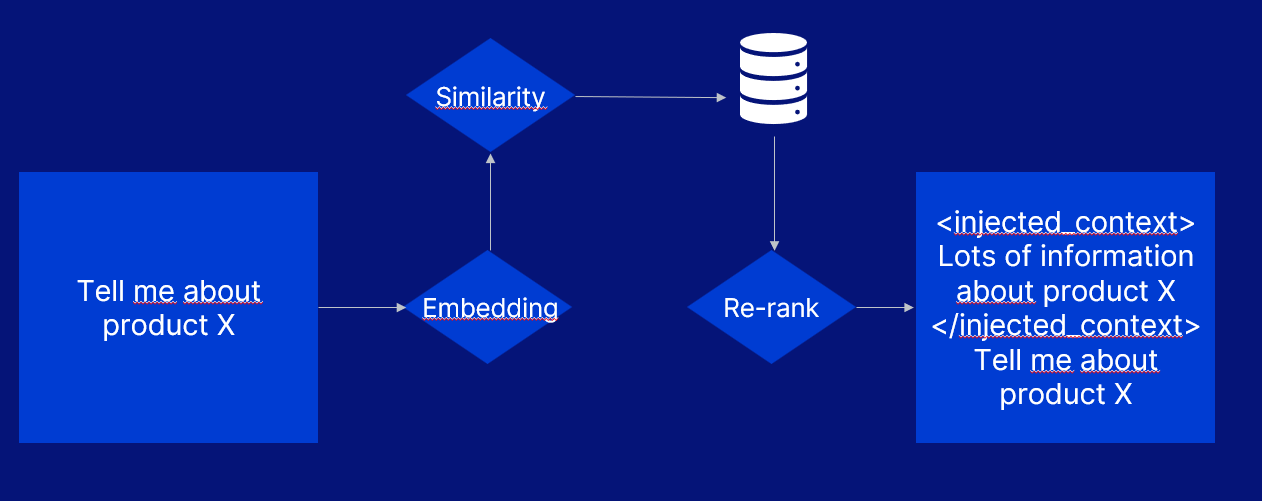 Tell me about
product X
Embedding
Similarity
Re-rank
<injected_context>
Lots of information
about product X
</injected_context>
Tell me about
product X